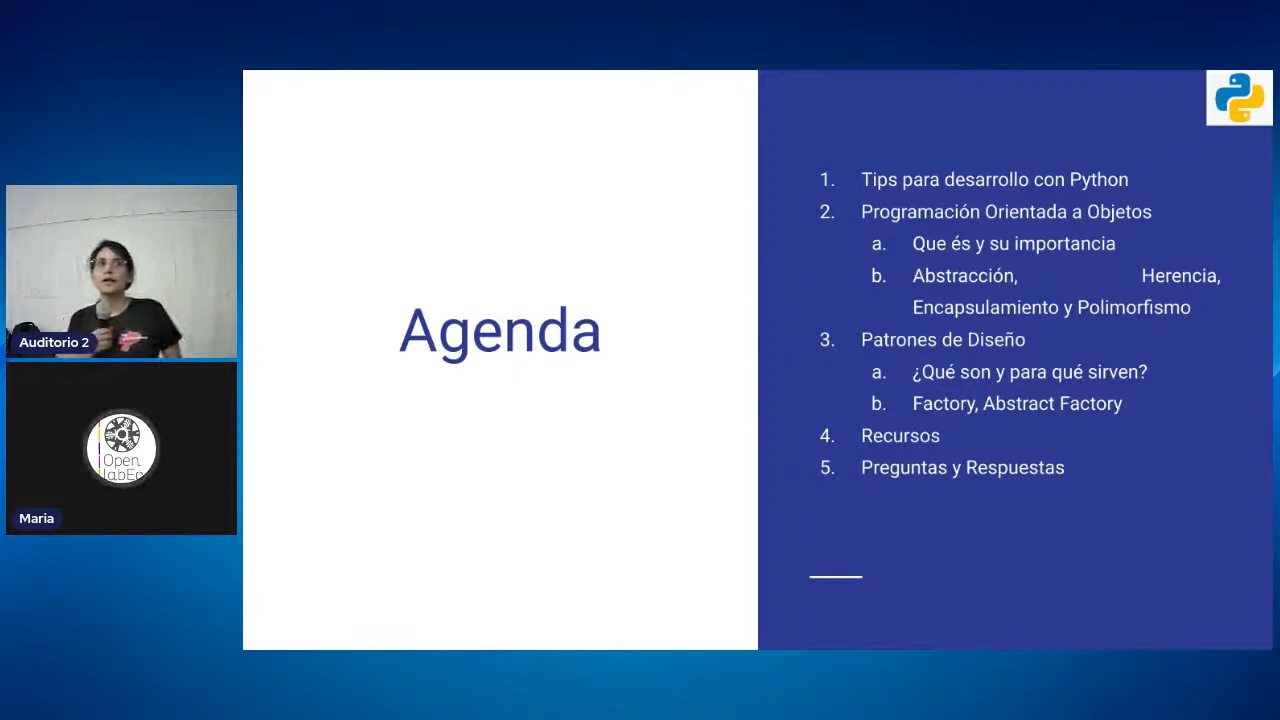 Agenda
1. Tips para desarrollo con Python
2. Programación Orientada a Objetos
a. Que és y su importancia
b. Abstracción, Herencia,
Encapsulamiento y Polimorfismo
3. Patrones de Diseño
a. ¿Qué son y para qué sirven?
b. Factory, Abstract Factory
4. Recursos
5. Preguntas y Respuestas
Auditorio 2
Open
labEc
Maria